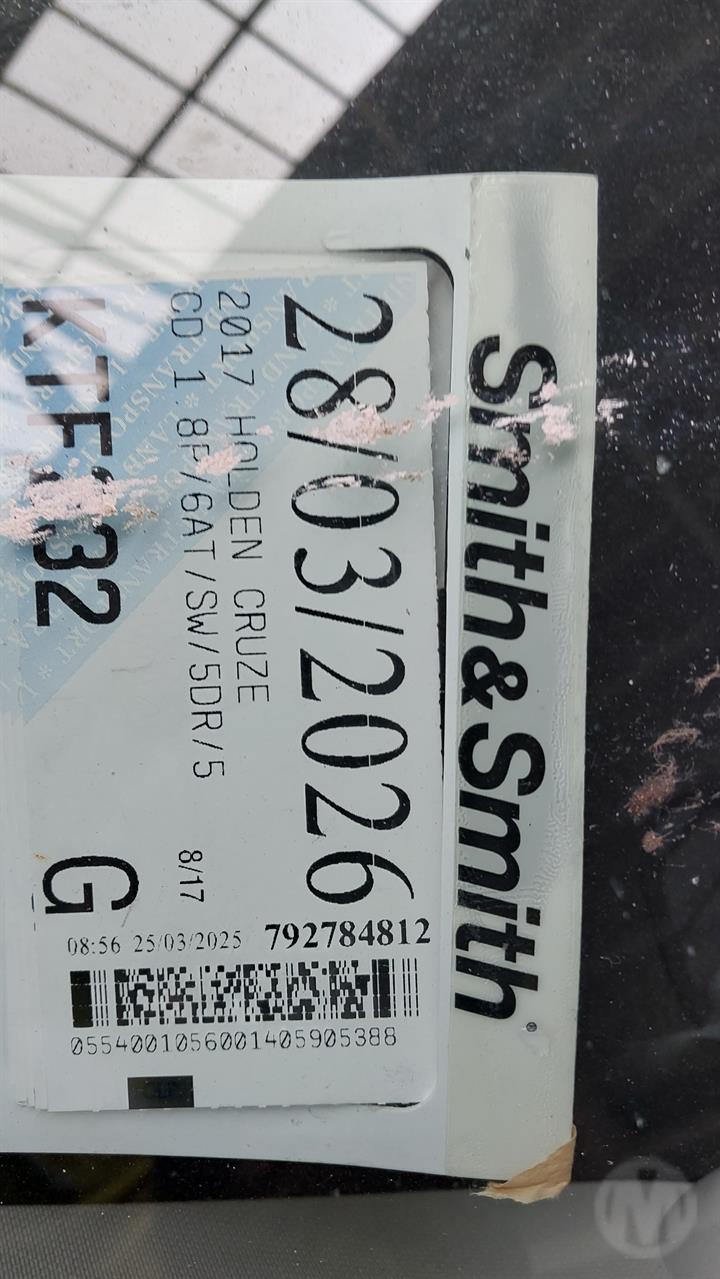 Smith&Smith®
28/03/2026
2017 HOLDEN CRUZE
CD 1.8P/6AT/SW/5DR/5
8/17
G
792784812
08:56 25/03/2025
0554001056001405905388
M